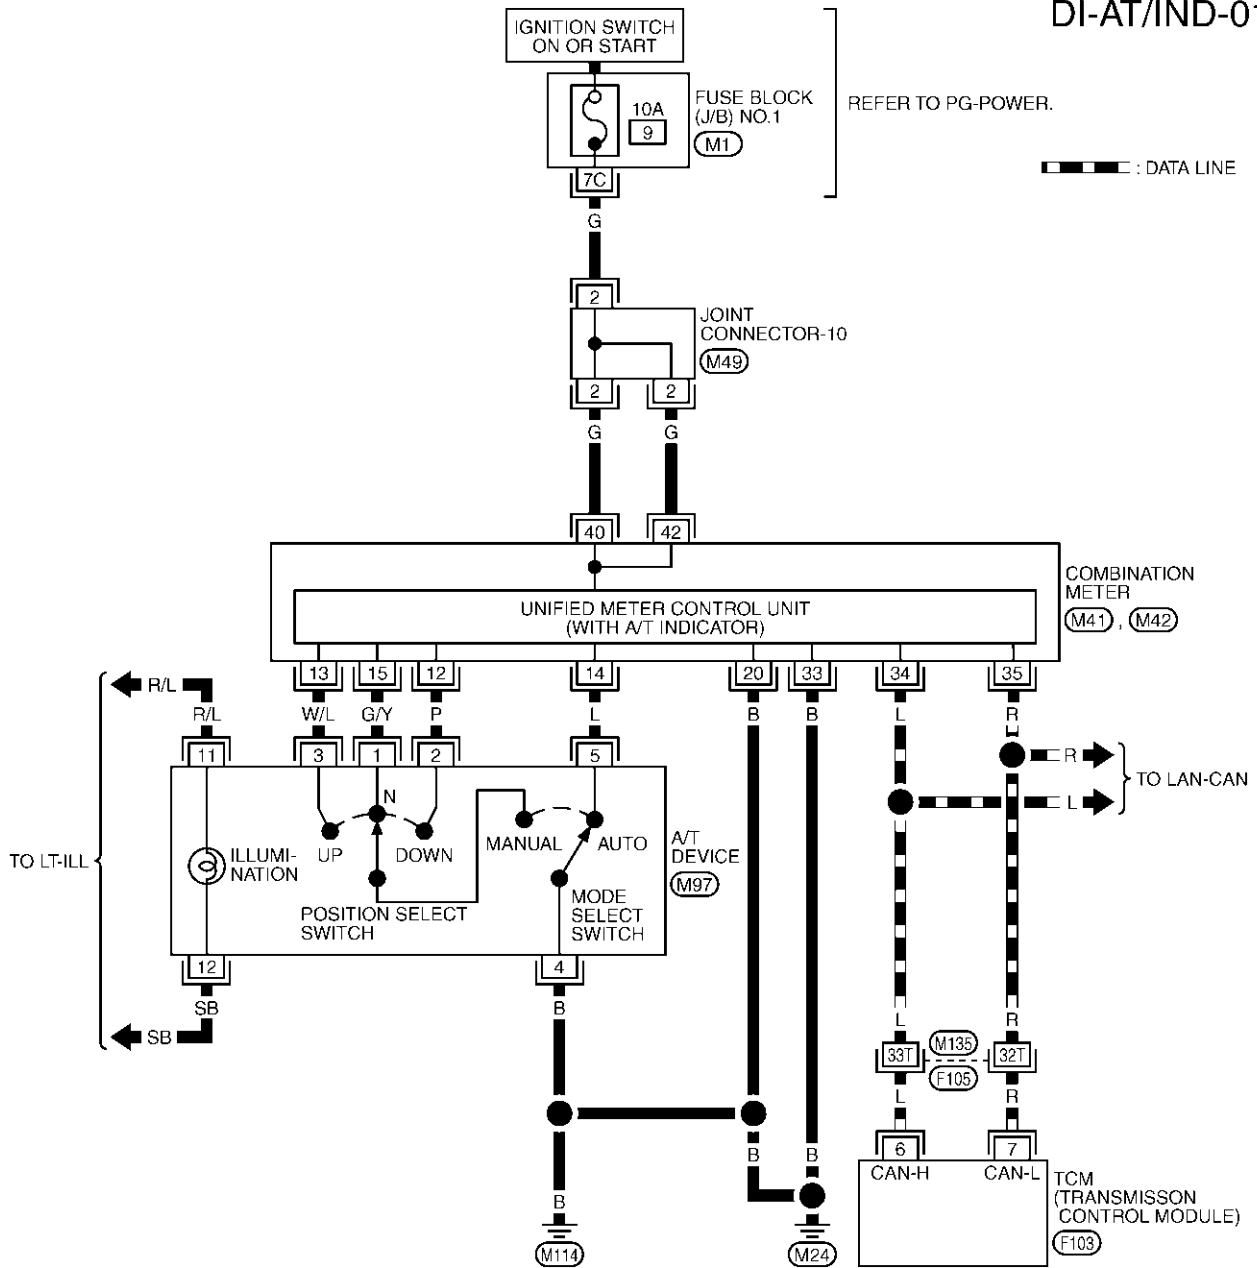 DI-AT/IND-01
IGNITION SWITCH
ON OR START
FUSE BLOCK
(J/B) NO.1
M1
10A
9
7C
REFER TO PG-POWER.
: DATA LINE
G
2
JOINT
CONNECTOR-10
M49
2 2
G G
40 42
COMBINATION
METER
M41 , M42
UNIFIED METER CONTROL UNIT
(WITH A/T INDICATOR)
13 15 12 14 20 33 34 35
R/L
R/L W/L G/Y P L B B L R
11 3 1 2 5
R
L
TO LAN-CAN
N
UP DOWN
MANUAL AUTO
A/T
DEVICE
M97
TO LT-ILL
ILLUMI-
NATION
POSITION SELECT
SWITCH
MODE
SELECT
SWITCH
12 4
SB B
SB
L R
33T M135 32T
F105
L R
B B
6 7
CAN-H CAN-L
TCM
(TRANSMISSON
CONTROL MODULE)
F103
B
M114 M24